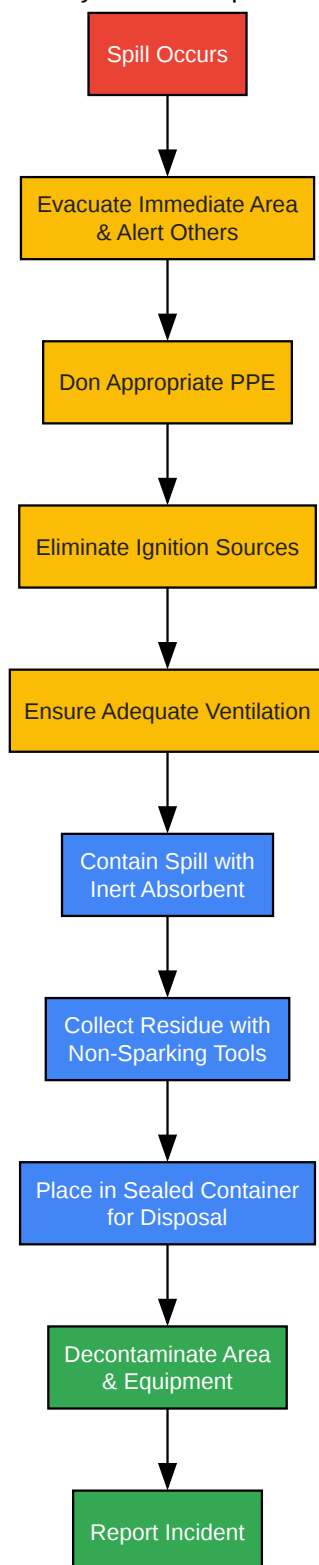 Spill Occurs
Evacuate Immediate Area
& Alert Others
Don Appropriate PPE
Eliminate Ignition Sources
Ensure Adequate Ventilation
Contain Spill with
Inert Absorbent
Collect Residue with
Non-Sparking Tools
Place in Sealed Container
for Disposal
Decontaminate Area
& Equipment
Report Incident